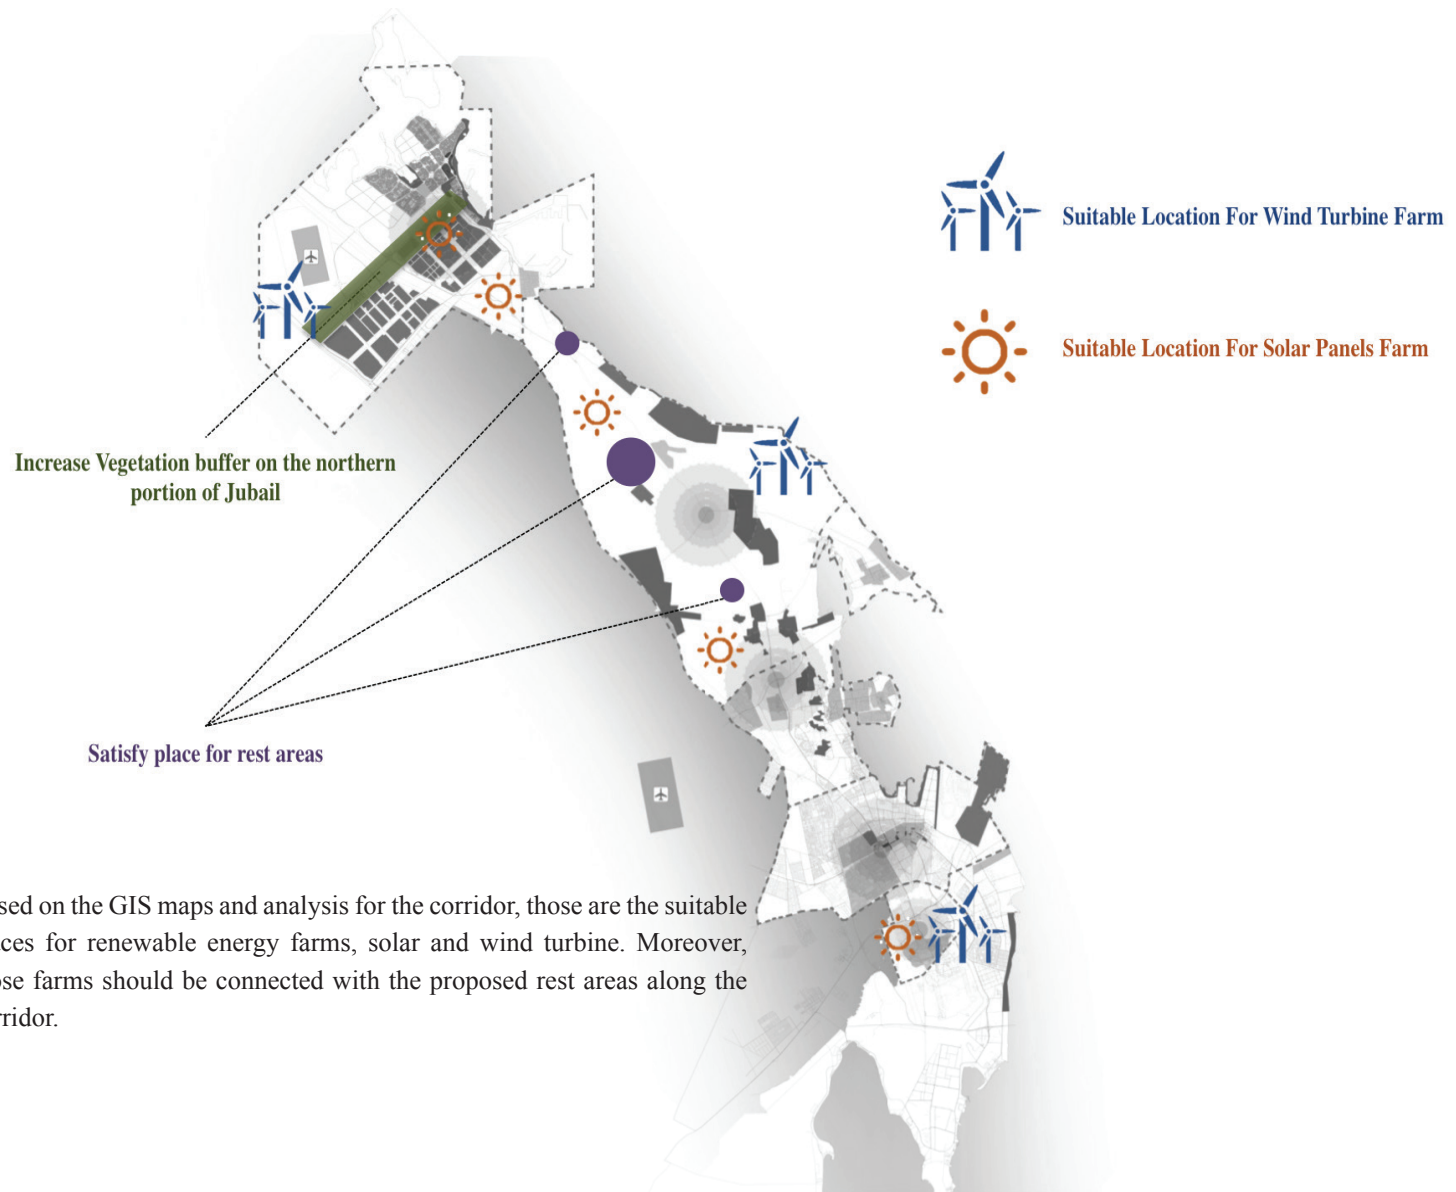 Suitable Location For Wind Turbine Farm
Suitable Location For Solar Panels Farm
Increase Vegetation buffer on the northern
portion of Jubail
Satisfy place for rest areas
sed on the GIS maps and analysis for the corridor, those are the suitable
ces for renewable energy farms, solar and wind turbine. Moreover,
ose farms should be connected with the proposed rest areas along the
rridor.